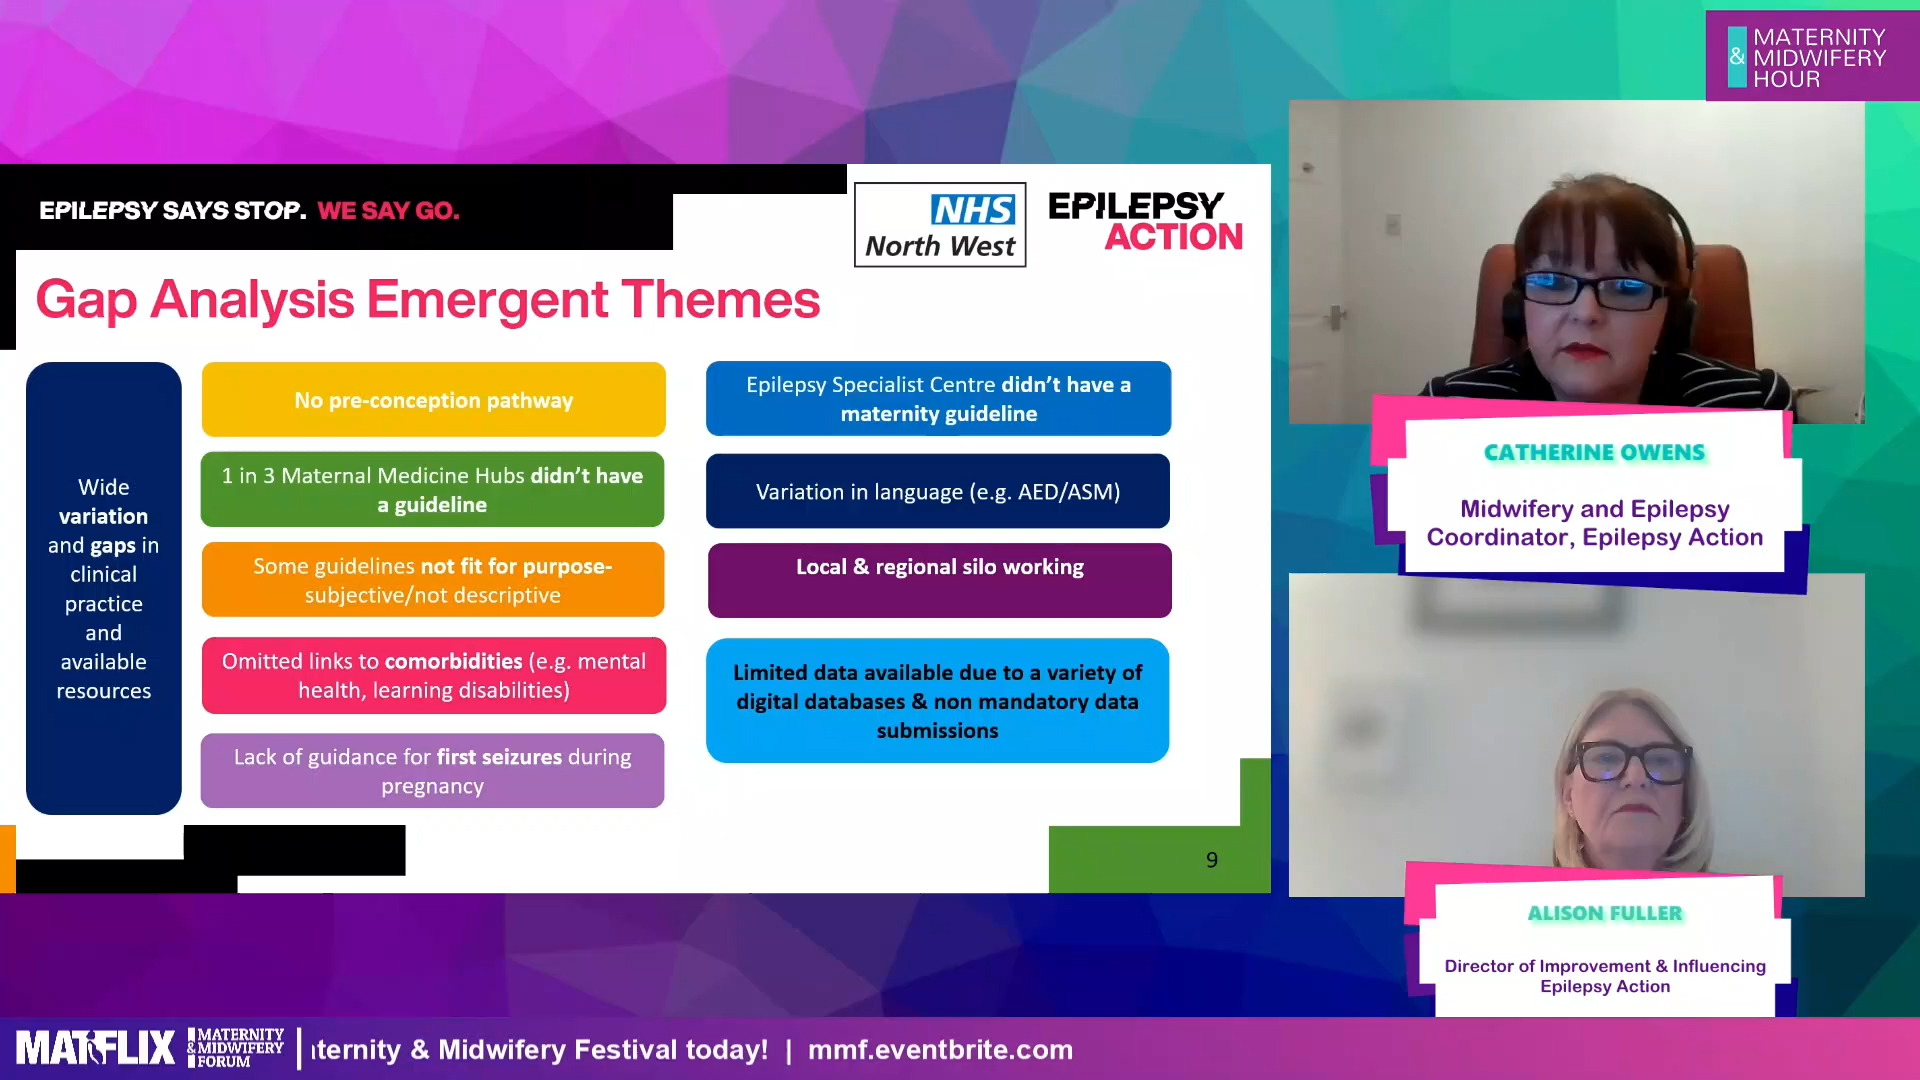 MATERNITY
& MIDWIFERY
HOUR
EPILEPSY SAYS STOP. WE SAY GO.
NHS
North West
EPILEPSY
ACTION
Gap Analysis Emergent Themes
Wide
variation
and gaps in
clinical
practice
and
available
resources
No pre-conception pathway
1 in 3 Maternal Medicine Hubs didn’t have
a guideline
Some guidelines not fit for purpose-
subjective/not descriptive
Omitted links to comorbidities (e.g. mental
health, learning disabilities)
Lack of guidance for first seizures during
pregnancy
Epilepsy Specialist Centre didn’t have a
maternity guideline
Variation in language (e.g. AED/ASM)
Local & regional silo working
Limited data available due to a variety of
digital databases & non mandatory data
submissions
9
CATHERINE OWENS
Midwifery and Epilepsy
Coordinator, Epilepsy Action
ALISON FULLER
Director of Improvement & Influencing
Epilepsy Action
MATFLIX
MATERNITY
& MIDWIFERY
FORUM
ternity & Midwifery Festival today! | mmf.eventbrite.com